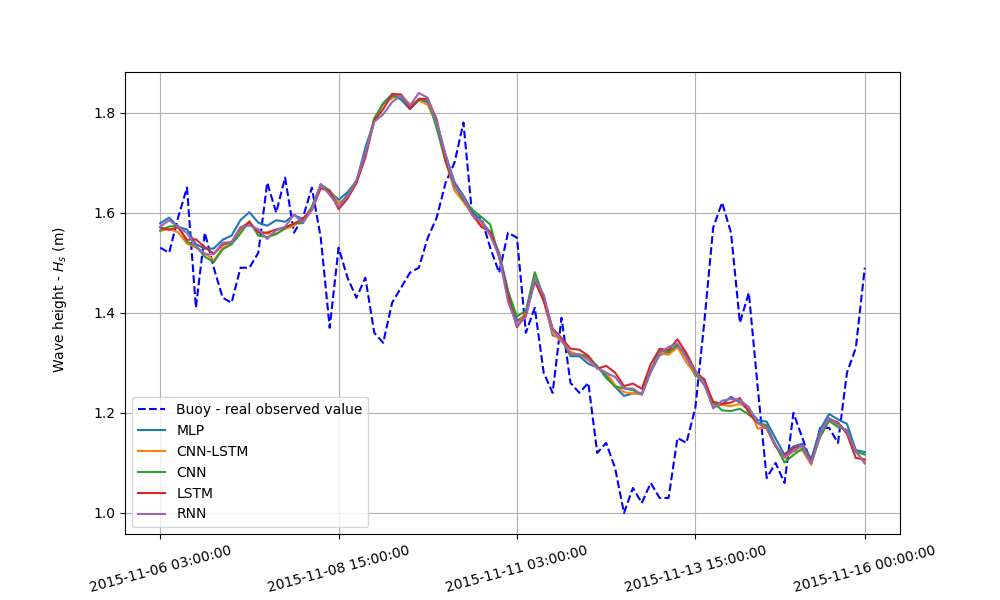 1.8
1.6
1.4
1.2
1.0
Wave height - Hs (m)
Buoy - real observed value
MLP
CNN-LSTM
CNN
LSTM
RNN
2015-11-06 03:00:00
2015-11-08 15:00:00
2015-11-11 03:00:00
2015-11-13 15:00:00
2015-11-16 00:00:00